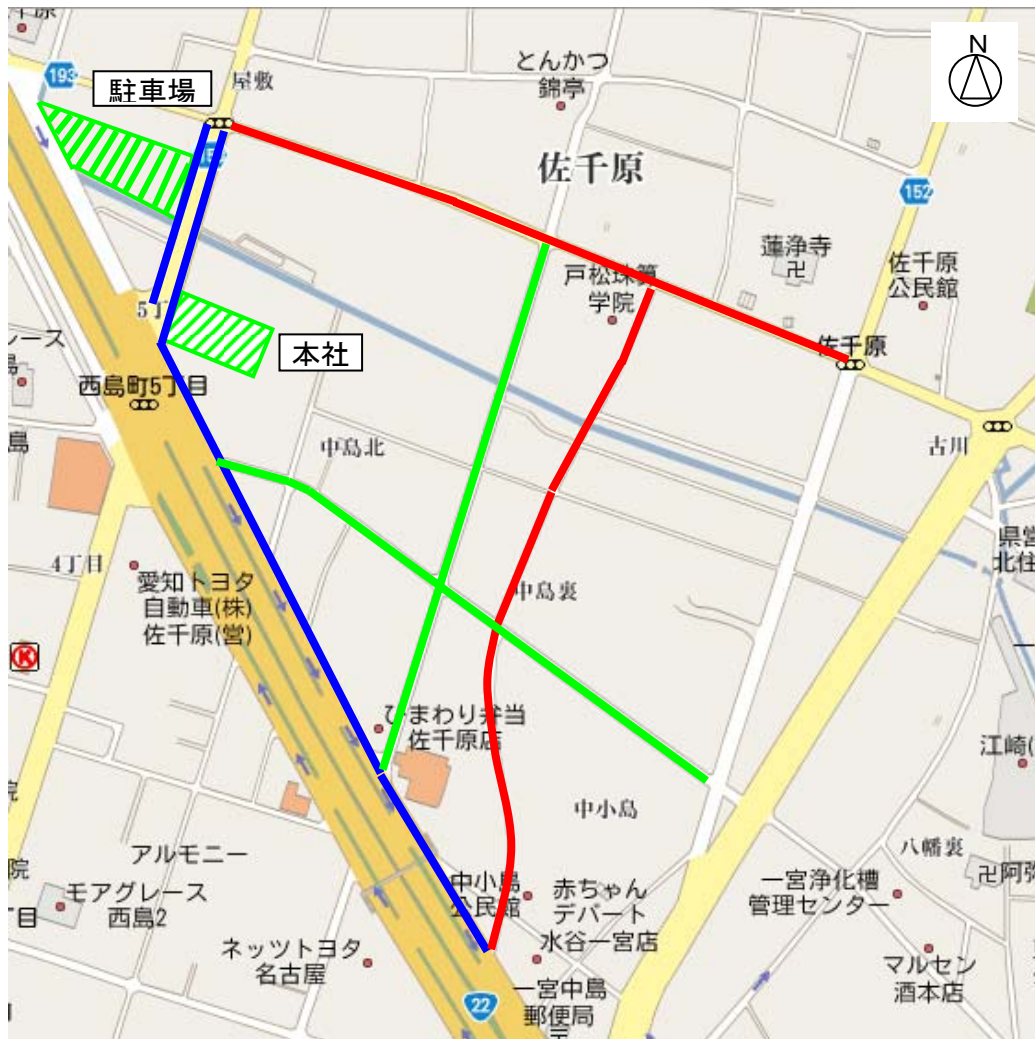 193
駐車場
屋敷
とんかつ
錦亭
N
佐千原
152
蓮浄寺
佐千原
公民館
戸松珠算
学院
5丁
本社
佐千原
西島町5丁目
島
中島北
古川
4丁目
愛知トヨタ
自動車(株)
佐千原(営)
中島裏
県営
北住
K
ひまわり弁当
佐千原店
江崎(
中小島
院
アルモニー
モアグレース
西島2
丁目
中小島
公民館
赤ちゃん
デパート
水谷一宮店
一宮浄化槽
管理センター
八幡裏
阿弥
ネッツトヨタ
名古屋
マルセン
酒本店
22
一宮中島
郵便局